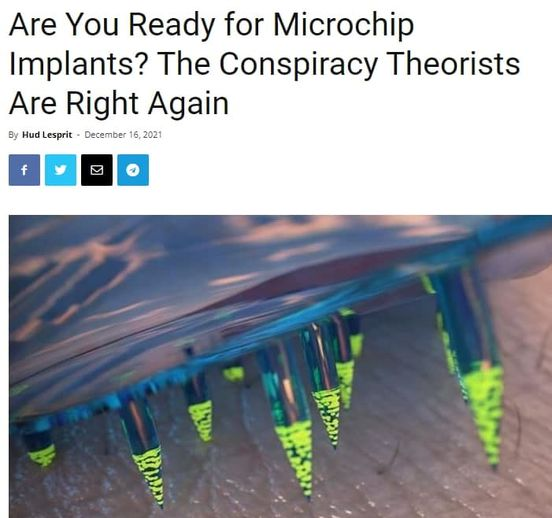 Are You Ready for Microchip
Implants? The Conspiracy Theorists
Are Right Again
By Hud Lesprit - December 16, 2021